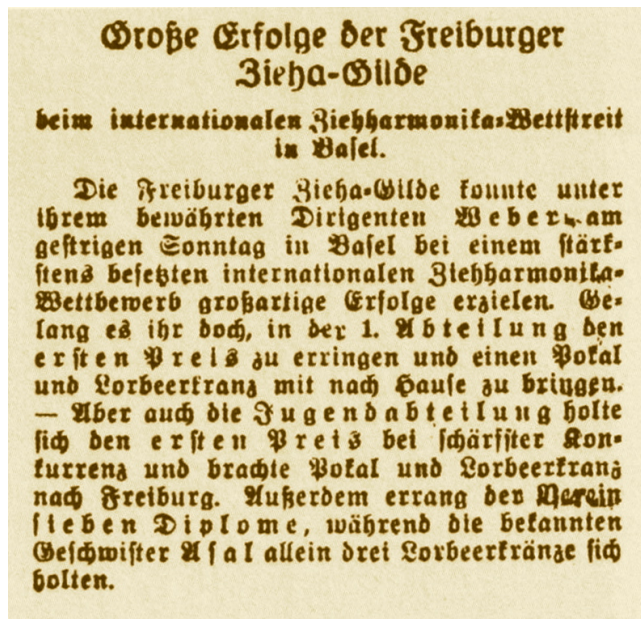 Große Erfolge der Freiburger
Zieha-Gilde
beim internationalen Ziehharmonika-Wettstreit
in Basel.
Die Freiburger Zieha-Gilde konnte unter
ihrem bewährten Dirigenten Weber am
gestrigen Sonntag in Basel bei einem stärk-
stens besetzten internationalen Ziehharmonika-
Wettbewerb großartige Erfolge erzielen. Ge-
lang es ihr doch, in der 1. Abteilung den
ersten Preis zu erringen und einen Pokal
und Lorbeerkranz mit nach Hause zu bringen.
— Aber auch die Jugendabteilung holte
sich den ersten Preis bei schärfster Kon-
kurrenz und brachte Pokal und Lorbeerkranz
nach Freiburg. Außerdem errang der Verein
sieben Diplome, während die bekannten
Geschwister Asal allein drei Lorbeerkränze sich
holten.